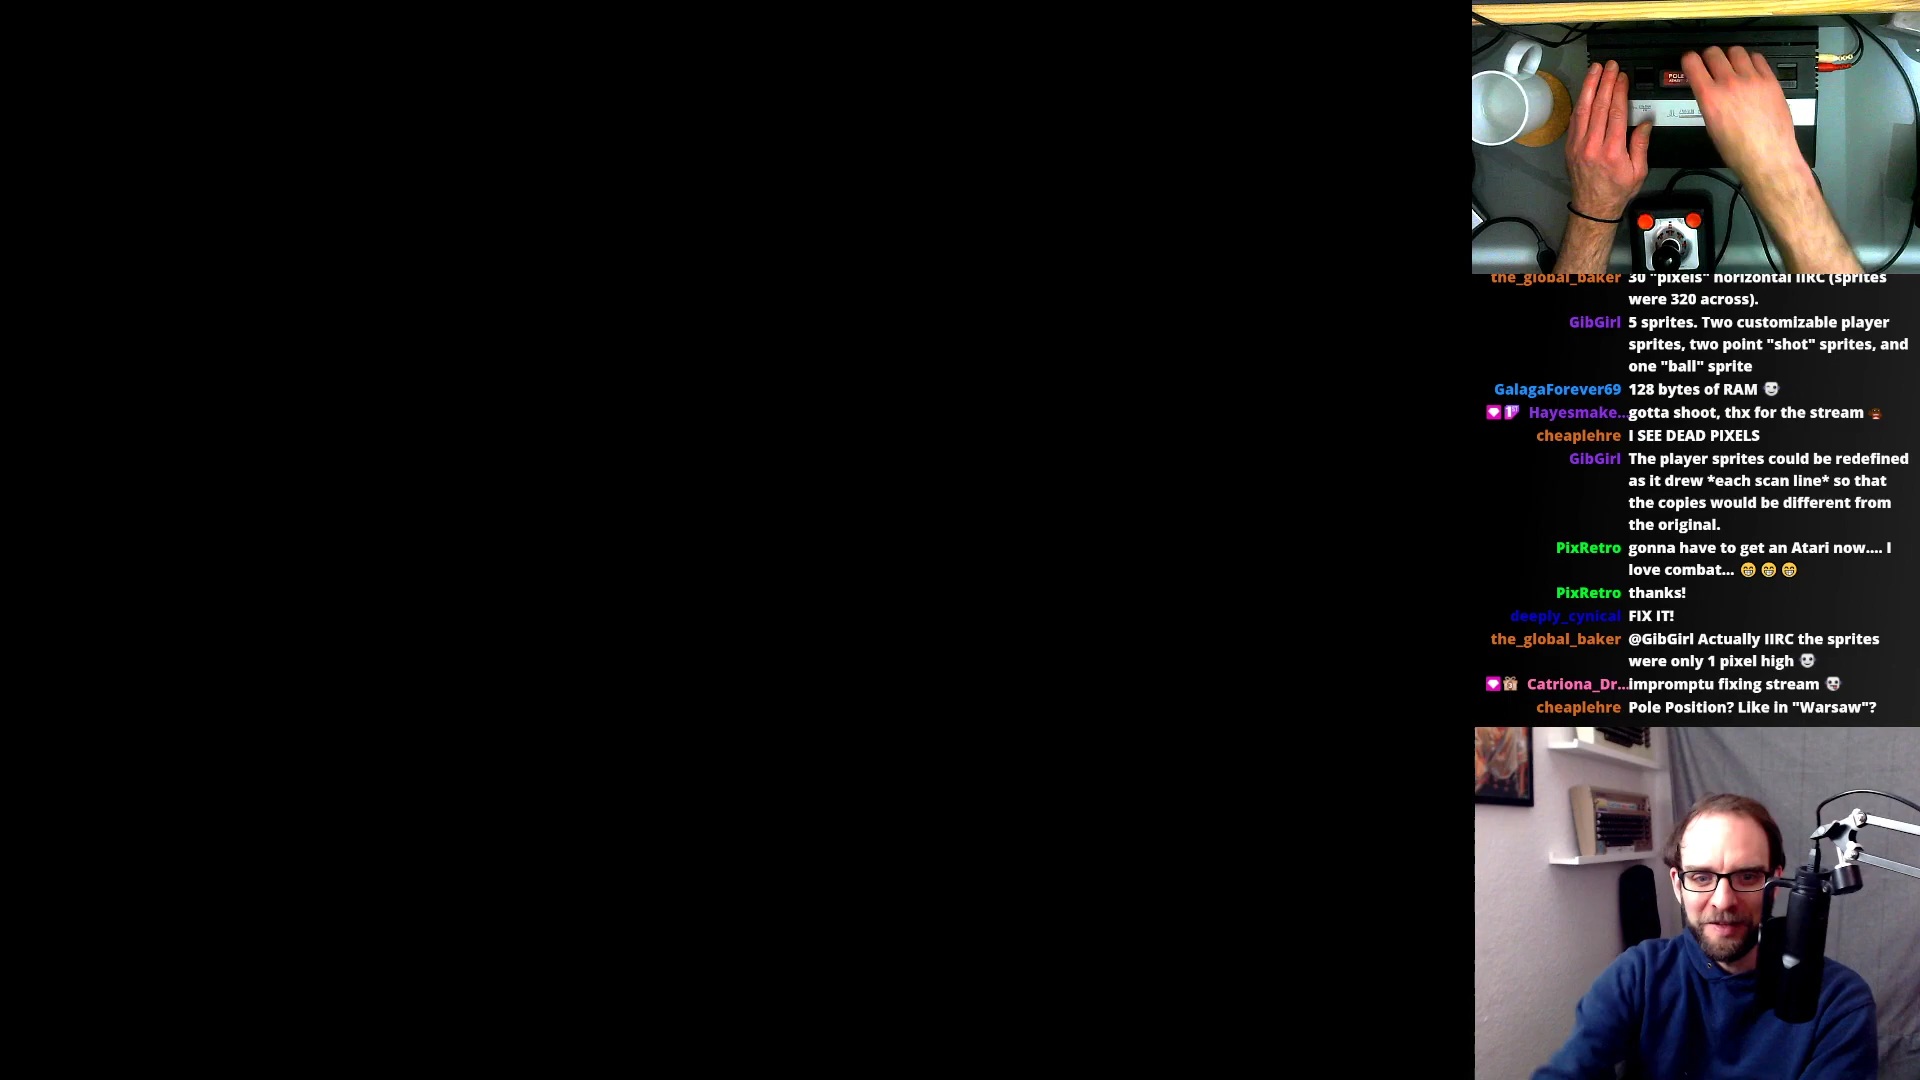 POLE
the_global_baker 30 "pixels" horizontal IIRC (sprites
were 320 across).
GibGirl 5 sprites. Two customizable player
sprites, two point "shot" sprites, and
one "ball" sprite
GalagaForever69 128 bytes of RAM
Hayesmake... gotta shoot, thx for the stream
cheaplehre I SEE DEAD PIXELS
GibGirl The player sprites could be redefined
as it drew *each scan line* so that
the copies would be different from
the original.
PixRetro gonna have to get an Atari now.... I
love combat... 😁 😁 😁
PixRetro thanks!
deeply_cynical FIX IT!
the_global_baker @GibGirl Actually IIRC the sprites
were only 1 pixel high
Catriona_Dr... impromptu fixing stream
cheaplehre Pole Position? Like in "Warsaw"?